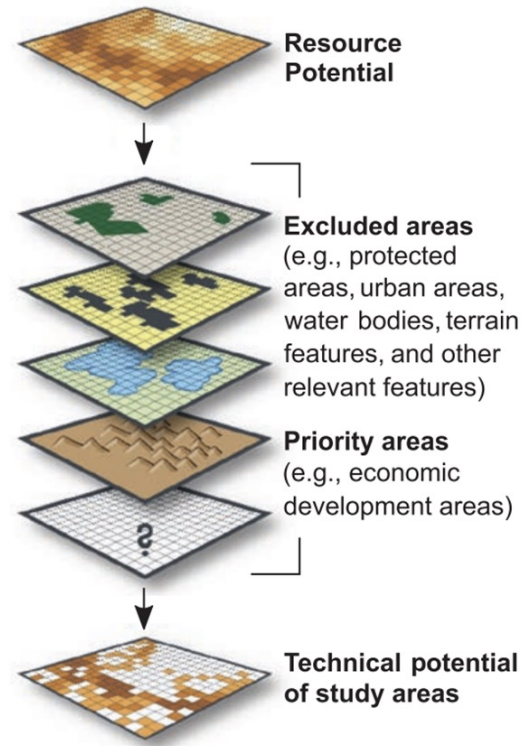 Resource
Potential
Excluded areas
(e.g., protected
areas, urban areas,
water bodies, terrain
features, and other
relevant features)
Priority areas
(e.g., economic
development areas)
?
Technical potential
of study areas